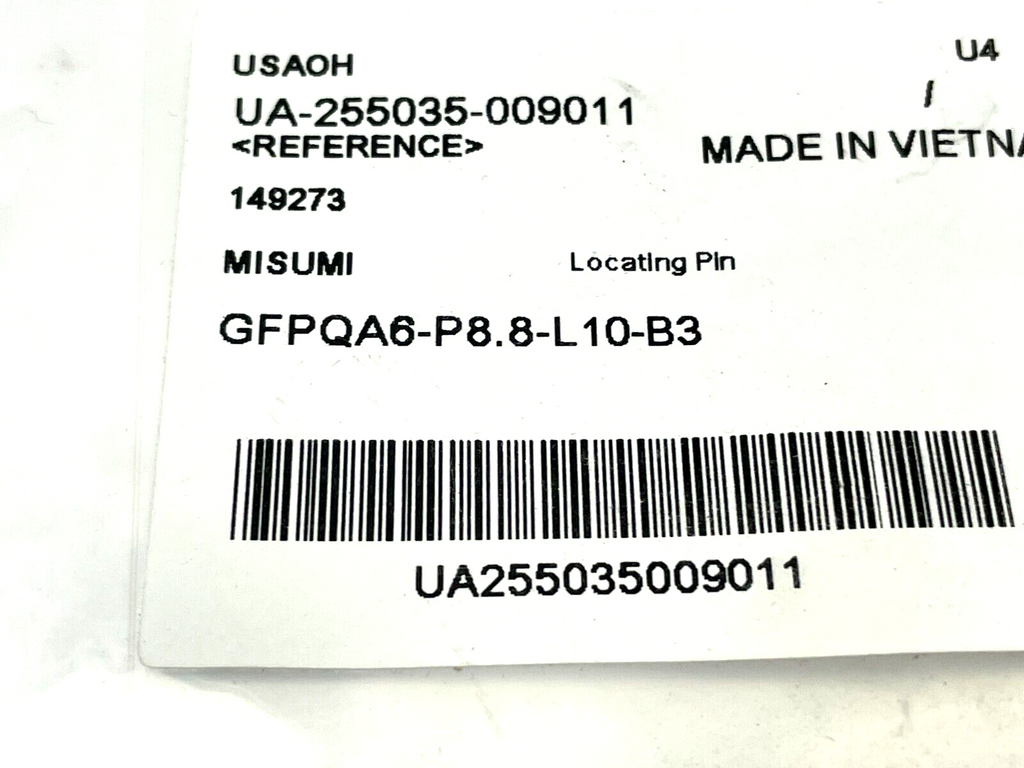 USAOH
U4
UA-255035-009011
/
<REFERENCE>
MADE IN VIETNA
149273
MISUMI
Locating Pin
GFPQA6-P8.8-L10-B3
UA255035009011